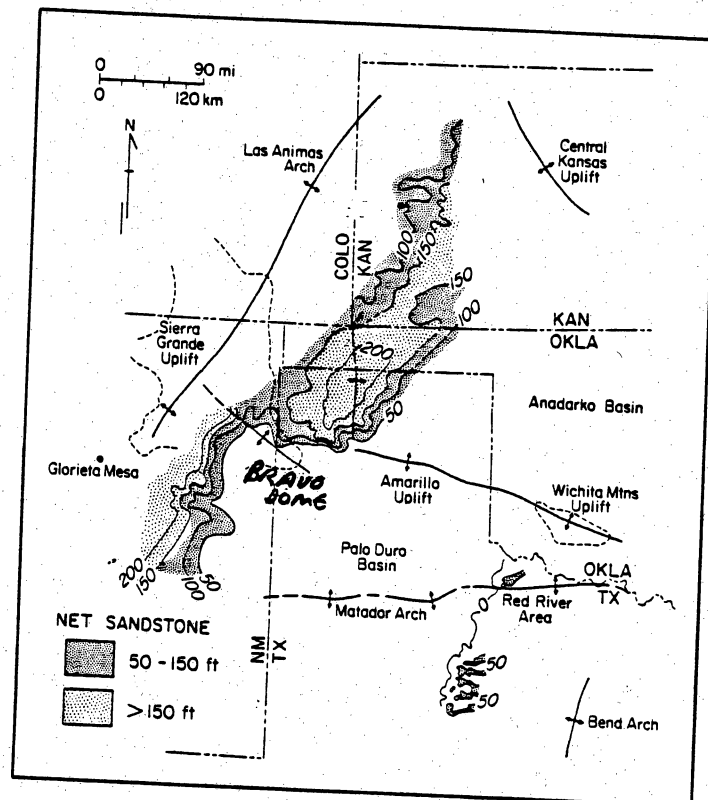 0 90 mi
0 120 km
N
Las Animas
Arch
Central
Kansas
Uplift
COLO
KAN
100
150
150
100
KAN
OKLA
Sierra
Grande
Uplift
200
50
Anadarko Basin
Glorieta Mesa
BRAVO
DOME
Amarillo
Uplift
Wichita Mtns
Uplift
Palo Duro
Basin
200
150
100
50
OKLA
TX
0
Red River
Area
Matador Arch
NET SANDSTONE
50 - 150 ft
> 150 ft
NM
TX
50
50
Bend Arch